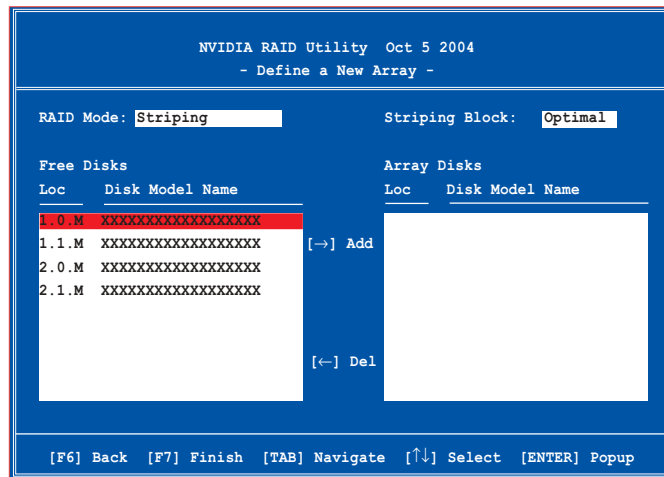 NVIDIA RAID Utility Oct 5 2004
- Define a New Array -
RAID Mode: Striping Striping Block: Optimal
Free Disks Array Disks
Loc Disk Model Name Loc Disk Model Name
1.0.M XXXXXXXXXXXXXXXXXX
1.1.M XXXXXXXXXXXXXXXXXX [→] Add
2.0.M XXXXXXXXXXXXXXXXXX
2.1.M XXXXXXXXXXXXXXXXXX
[←] Del
[F6] Back [F7] Finish [TAB] Navigate [↑↓] Select [ENTER] Popup